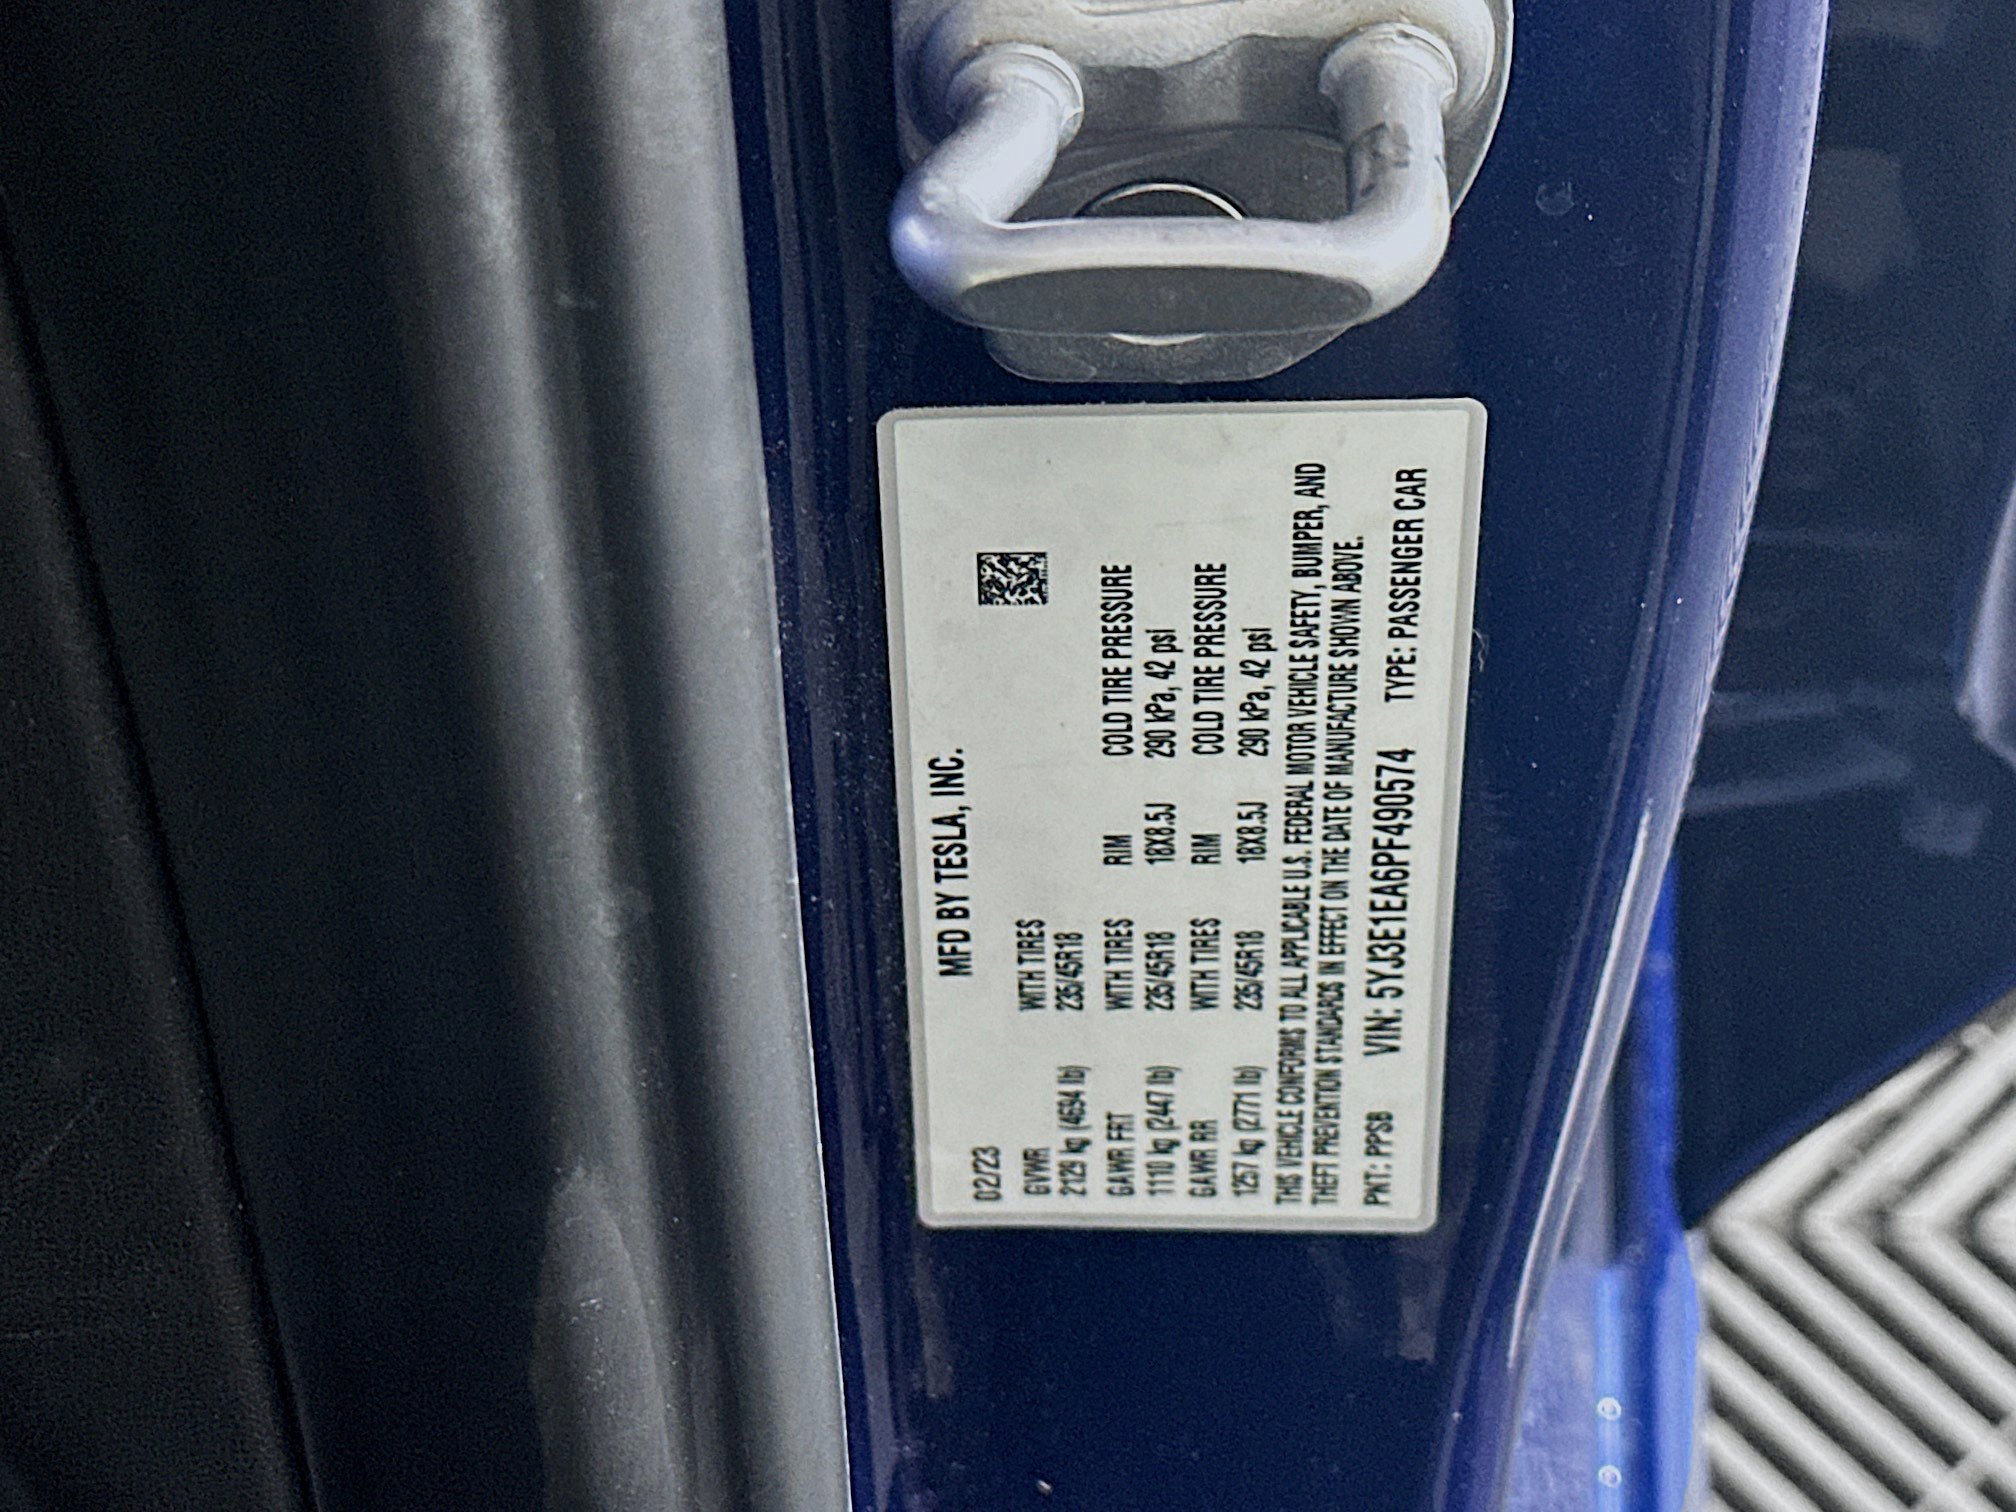 MFD BY TESLA, INC.
02/23
GVWR WITH TIRES
2129 kg (4694 lb) 235/45R18
GAWR FRT WITH TIRES RIM COLD TIRE PRESSURE
1110 kg (2447 lb) 235/45R18 18X8.5J 290 kPa, 42 psi
GAWR RR WITH TIRES RIM COLD TIRE PRESSURE
1257 kg (2771 lb) 235/45R18 18X8.5J 290 kPa, 42 psi
THIS VEHICLE CONFORMS TO ALL APPLICABLE U.S. FEDERAL MOTOR VEHICLE SAFETY, BUMPER, AND
THEFT PREVENTION STANDARDS IN EFFECT ON THE DATE OF MANUFACTURE SHOWN ABOVE.
PNT: PPSB VIN: 5YJ3E1EA6PF490574 TYPE: PASSENGER CAR